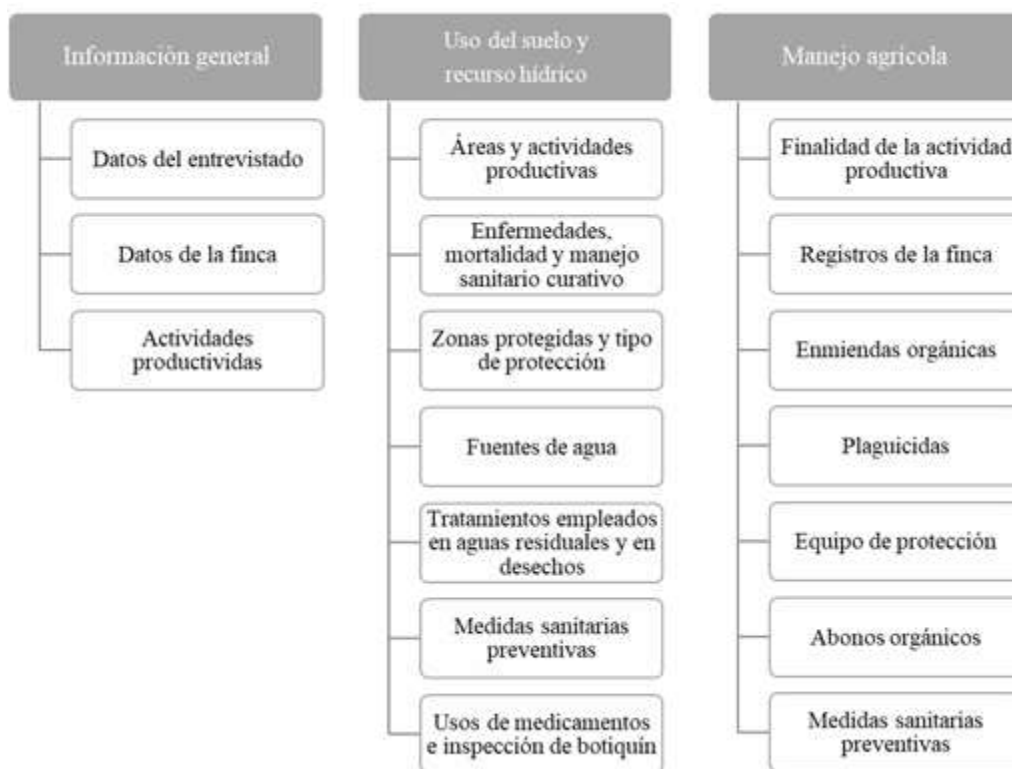 Información general
Datos del entrevistado
Datos de la finca
Actividades
productividas
Uso del suelo y
recurso hídrico
Áreas y actividades
productivas
Enfermedades,
mortalidad y manejo
sanitario curativo
Zonas protegidas y tipo
de protección
Fuentes de agua
Tratamientos empleados
en aguas residuales y en
desechos
Medidas sanitarias
preventivas
Usos de medicamentos
e inspección de botiquín
Manejo agrícola
Finalidad de la actividad
productiva
Registros de la finca
Enmiendas orgánicas
Plaguicidas
Equipo de protección
Abonos orgánicos
Medidas sanitarias
preventivas